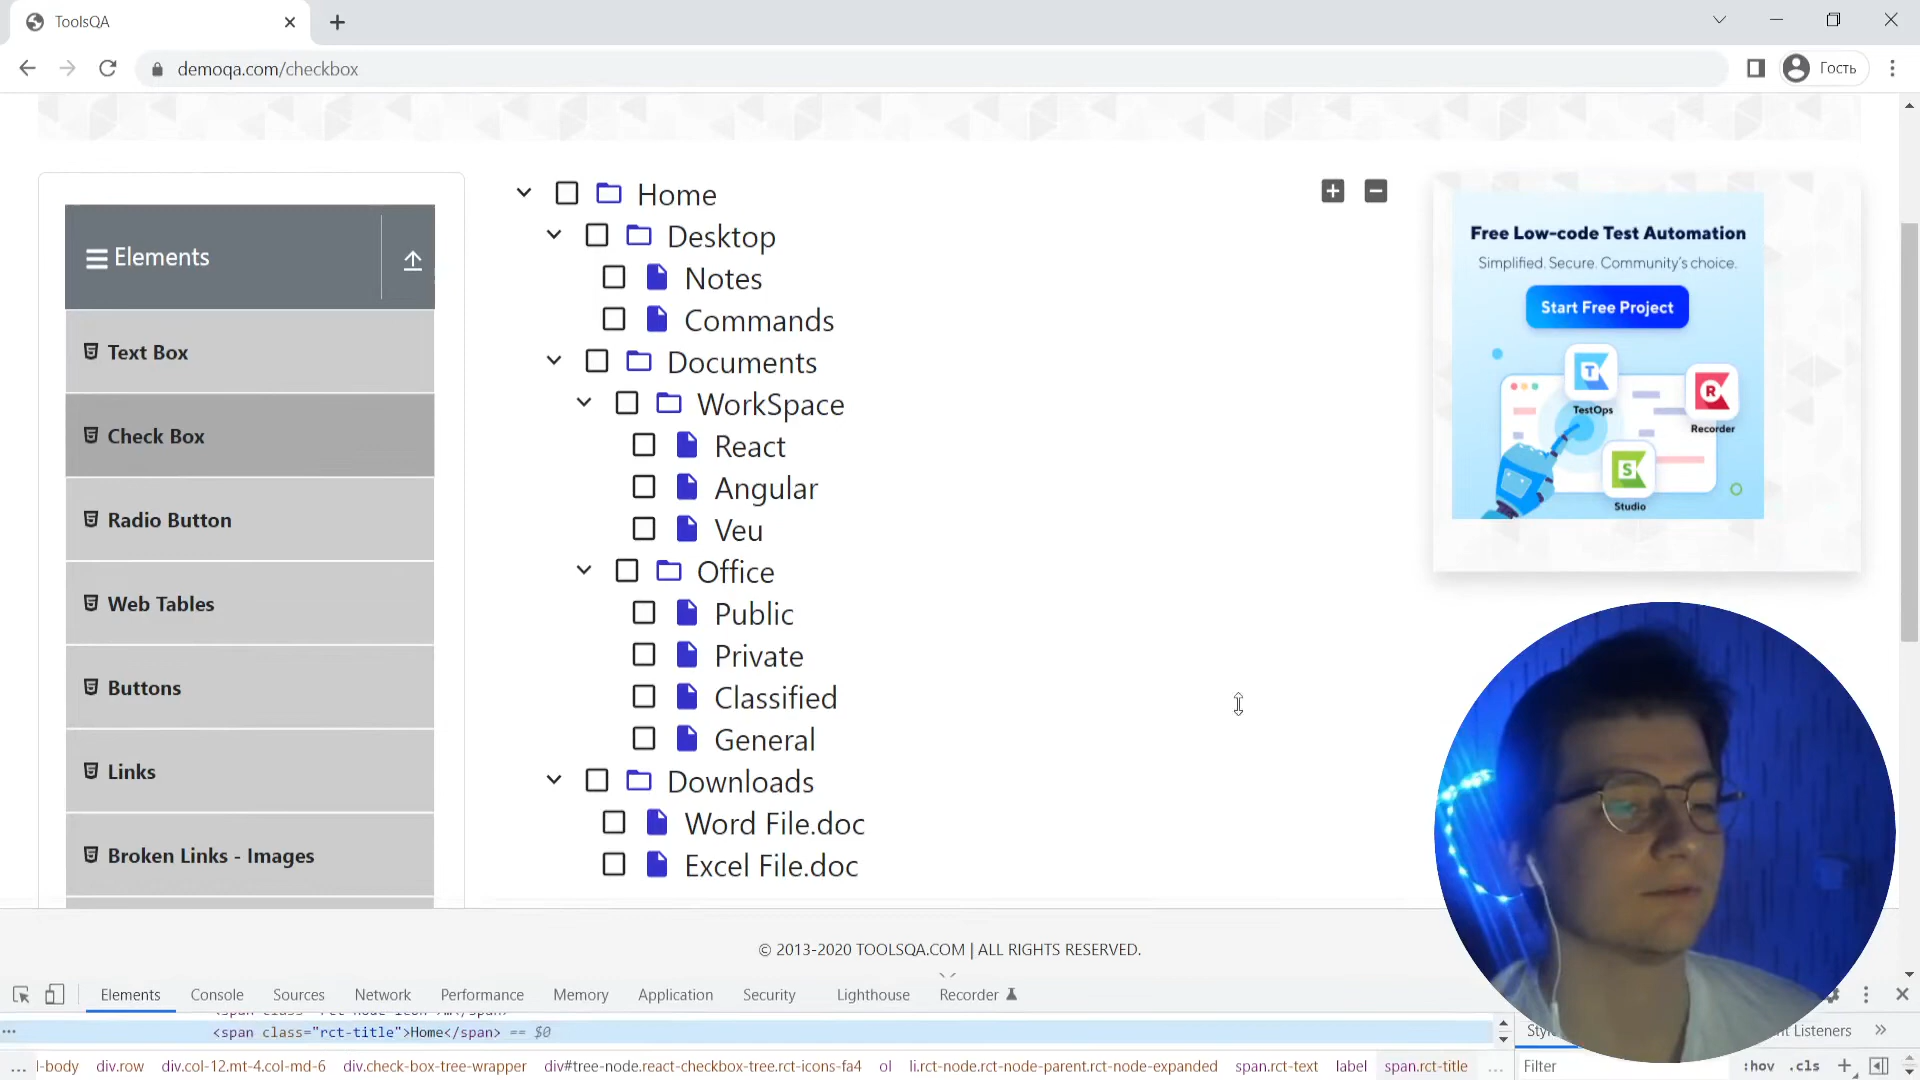 ToolsQA
demoqa.com/checkbox
Гость
Elements
Text Box
Check Box
Radio Button
Web Tables
Buttons
Links
Broken Links - Images
Home
Desktop
Notes
Commands
Documents
WorkSpace
React
Angular
Veu
Office
Public
Private
Classified
General
Downloads
Word File.doc
Excel File.doc
Free Low-code Test Automation
Simplified. Secure. Community's choice.
Start Free Project
TestOps
Recorder
Studio
© 2013-2020 TOOLSQA.COM | ALL RIGHTS RESERVED.
Elements Console Sources Network Performance Memory Application Security Lighthouse Recorder
<span class="rct-title">Home</span> == $0
... l-body div.row div.col-12.mt-4.col-md-6 div.check-box-tree-wrapper div#tree-node.react-checkbox-tree.rct-icons-fa4 ol li.rct-node.rct-node-parent.rct-node-expanded span.rct-text label span.rct-title ...
Listeners
Filter :hov .cls